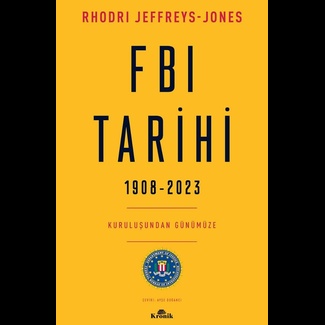 RHODRI JEFFREYS-JONES
FBI
TARİHİ
1908-2023
KURULUŞUNDAN GÜNÜMÜZE
Kronik